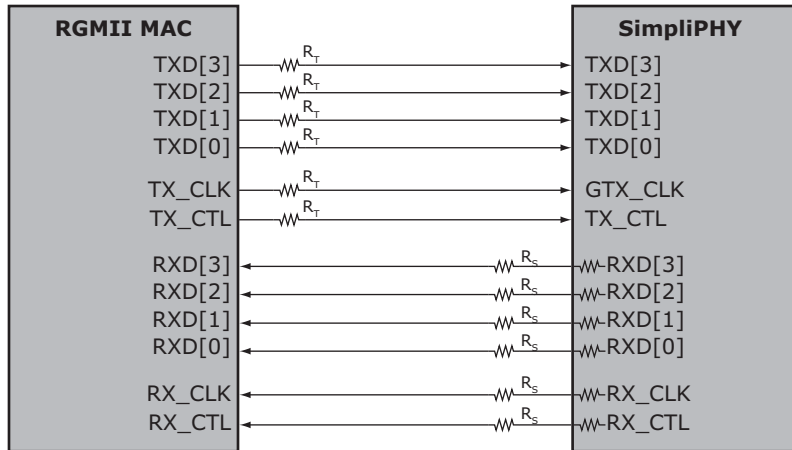 RGMII MAC SimpliPHY
TXD[3] R_T TXD[3]
TXD[2] R_T TXD[2]
TXD[1] R_T TXD[1]
TXD[0] R_T TXD[0]
TX_CLK R_T GTX_CLK
TX_CTL R_T TX_CTL
RXD[3] R_S RXD[3]
RXD[2] R_S RXD[2]
RXD[1] R_S RXD[1]
RXD[0] R_S RXD[0]
RX_CLK R_S RX_CLK
RX_CTL R_S RX_CTL